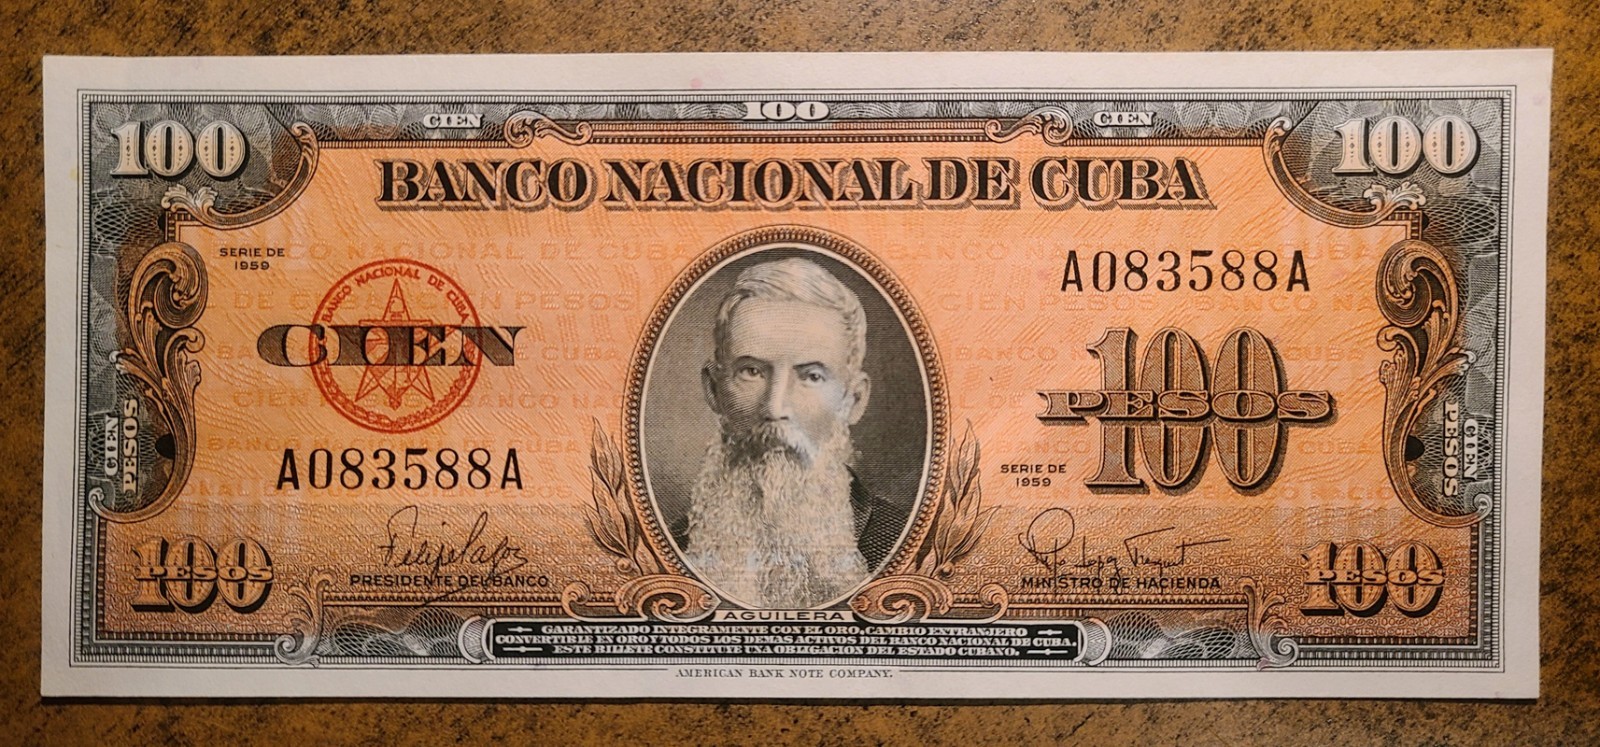 100 CIEN 100 CIEN 100
BANCO NACIONAL DE CUBA
SERIE DE
1959
BANCO NACIONAL DE CUBA
CIEN
A083588A
A083588A
100
PESOS
SERIE DE
1959
CIEN
PESOS
CIEN
PESOS
Felipe Pazos
PRESIDENTE DEL BANCO
MINISTRO DE HACIENDA
100
PESOS
100
PESOS
AGUILERA
GARANTIZADO INTEGRAMENTE CON EL ORO, CAMBIO EXTRANJERO
CONVERTIBLE EN ORO Y TODOS LOS DEMAS ACTIVOS DEL BANCO NACIONAL DE CUBA.
ESTE BILLETE CONSTITUYE UNA OBLIGACION DEL ESTADO CUBANO.
AMERICAN BANK NOTE COMPANY.